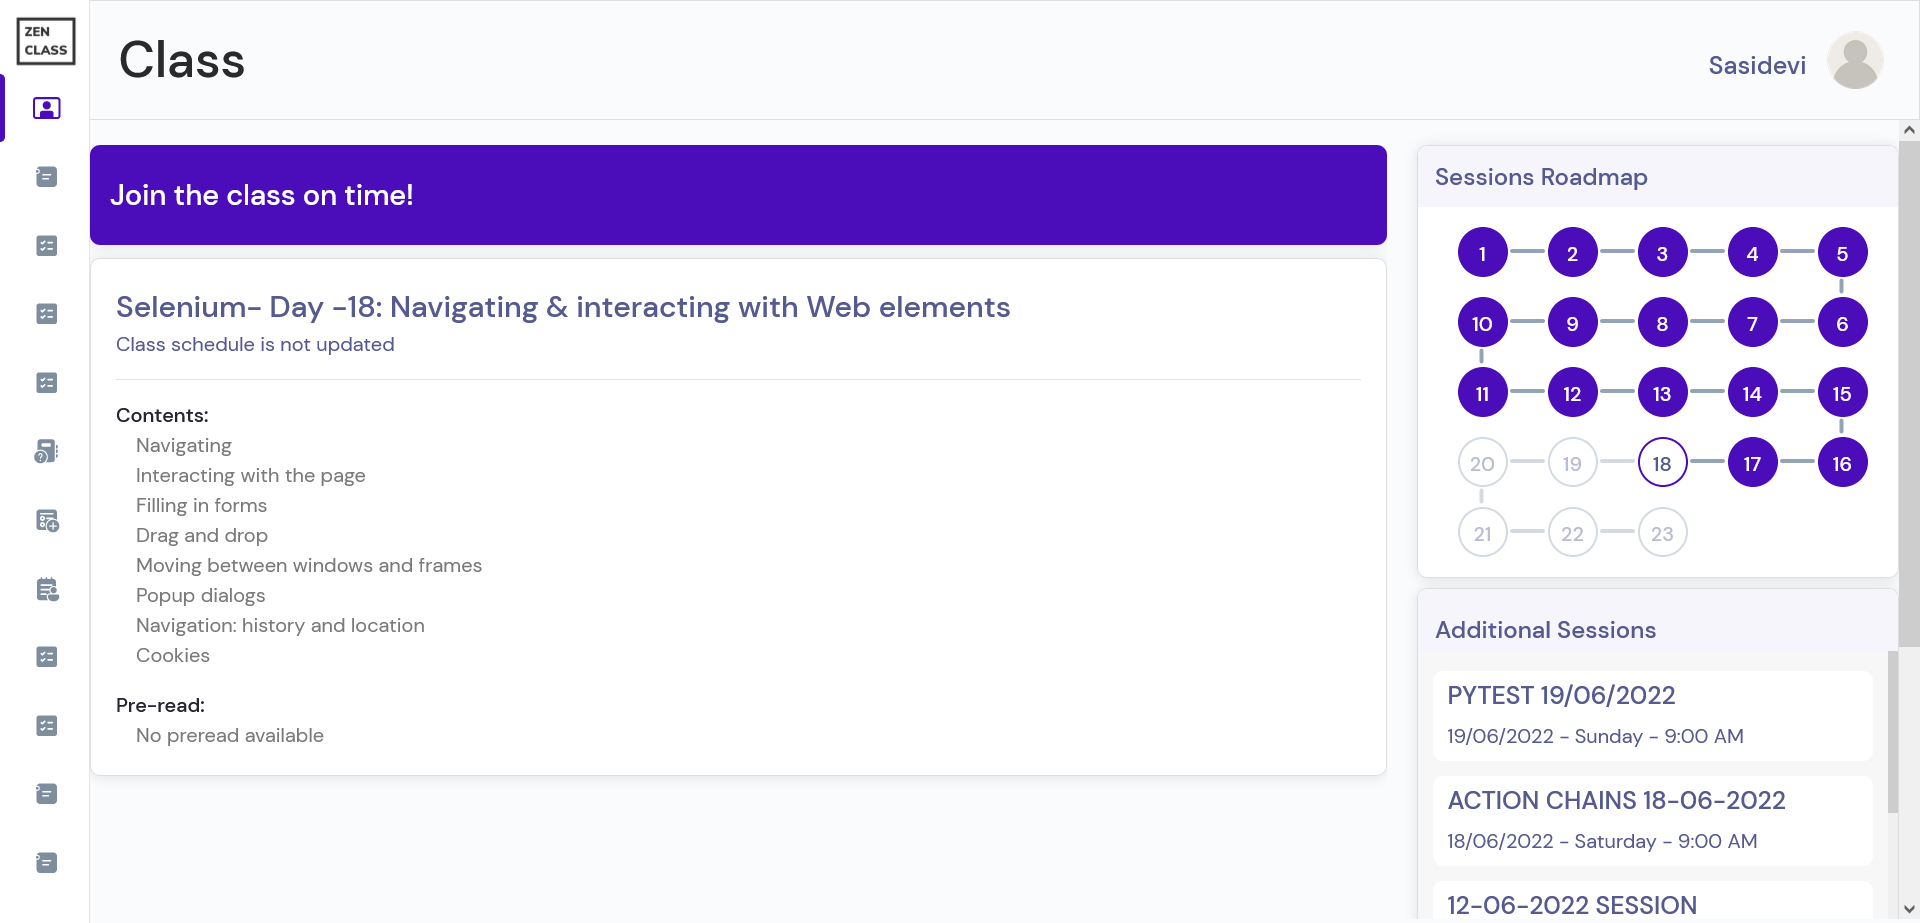 ZEN
CLASS
Class
Sasidevi
Join the class on time!
Selenium- Day -18: Navigating & interacting with Web elements
Class schedule is not updated
Contents:
Navigating
Interacting with the page
Filling in forms
Drag and drop
Moving between windows and frames
Popup dialogs
Navigation: history and location
Cookies
Pre-read:
No preread available
Sessions Roadmap
1 2 3 4 5
10 9 8 7 6
11 12 13 14 15
20 19 18 17 16
21 22 23
Additional Sessions
PYTEST 19/06/2022
19/06/2022 - Sunday - 9:00 AM
ACTION CHAINS 18-06-2022
18/06/2022 - Saturday - 9:00 AM
12-06-2022 SESSION